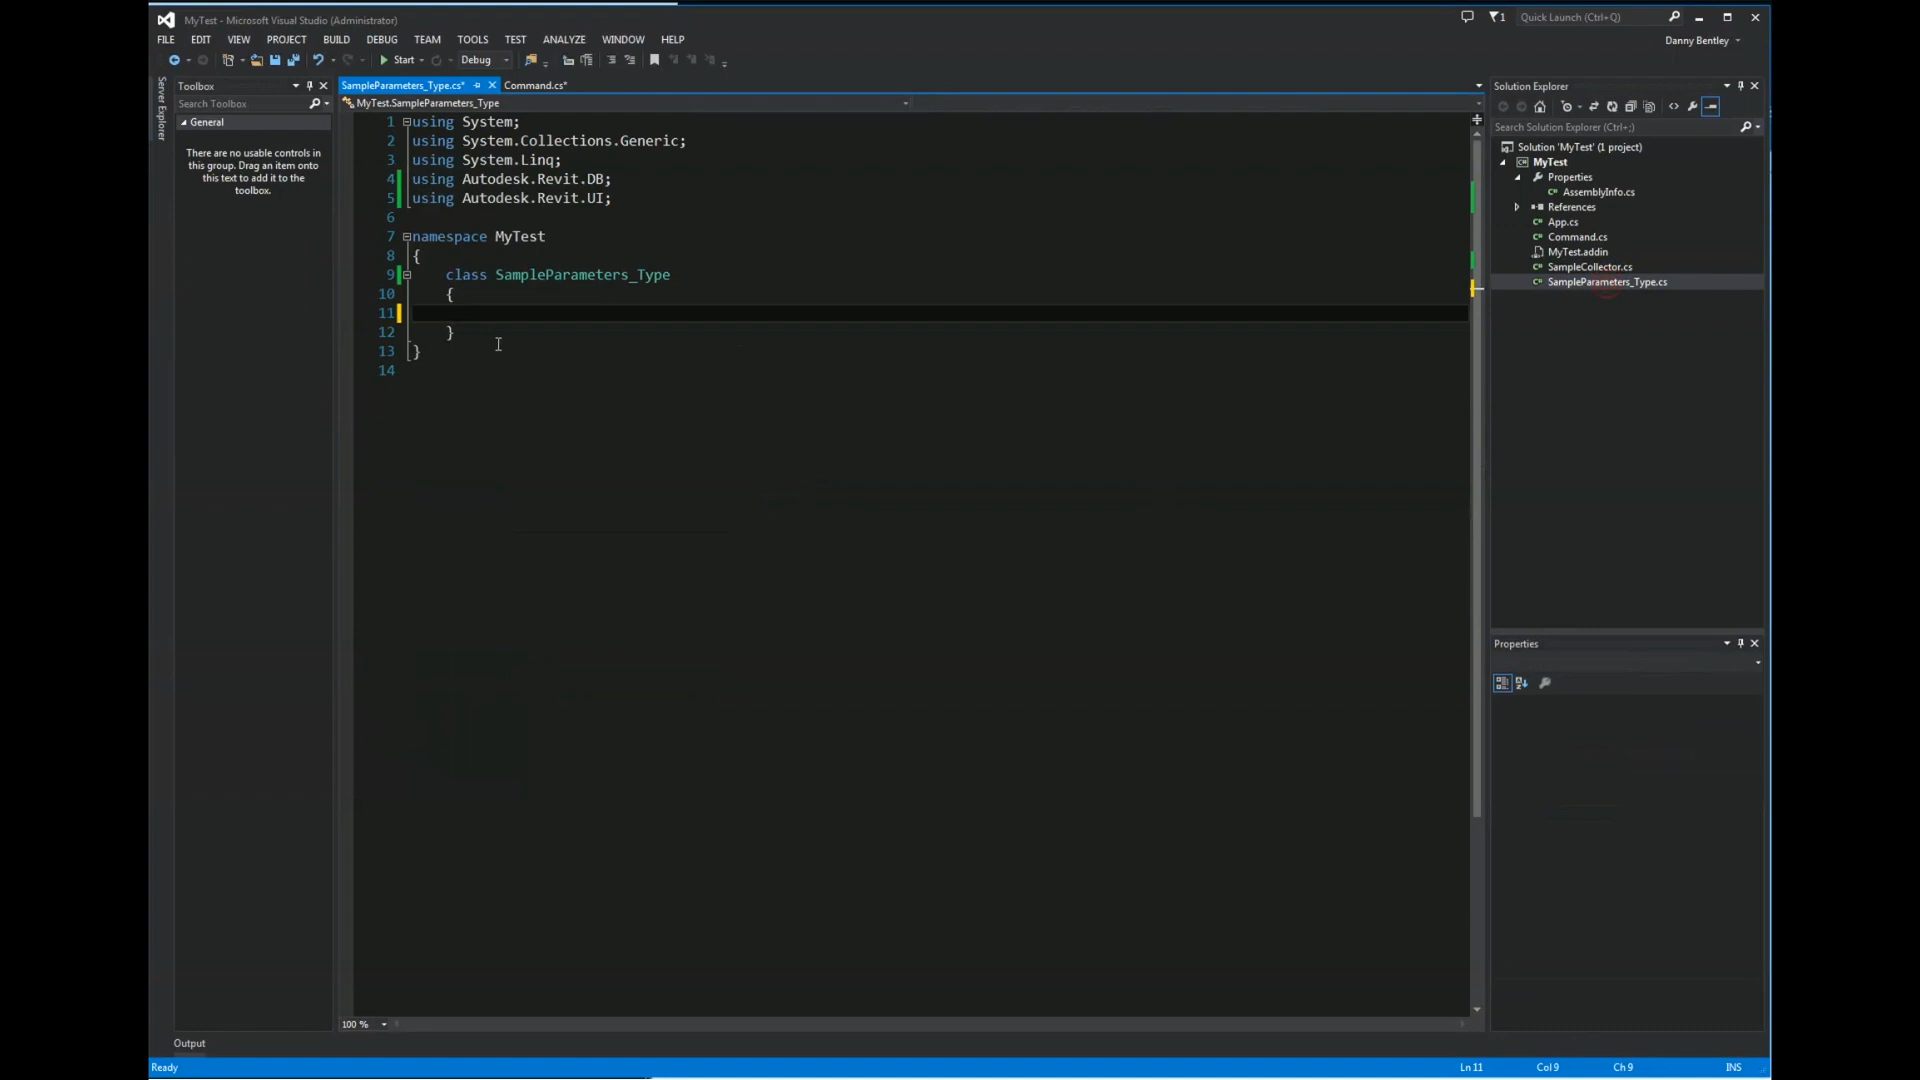 MyTest - Microsoft Visual Studio (Administrator)
1
Quick Launch (Ctrl+Q)
FILE EDIT VIEW PROJECT BUILD DEBUG TEAM TOOLS TEST ANALYZE WINDOW HELP
Danny Bentley
Start Debug
Server Explorer
Toolbox
Search Toolbox
General
There are no usable controls in
this group. Drag an item onto
this text to add it to the
toolbox.
SampleParameters_Type.cs*
Command.cs*
MyTest.SampleParameters_Type
1 using System;
2 using System.Collections.Generic;
3 using System.Linq;
4 using Autodesk.Revit.DB;
5 using Autodesk.Revit.UI;
6
7 namespace MyTest
8 {
9 class SampleParameters_Type
10 {
11
12 }
13 }
14
100 %
Solution Explorer
Search Solution Explorer (Ctrl+;)
Solution 'MyTest' (1 project)
C# MyTest
Properties
C# AssemblyInfo.cs
References
C# App.cs
C# Command.cs
MyTest.addin
C# SampleCollector.cs
C# SampleParameters_Type.cs
Properties
Output
Ready
Ln 11 Col 9 Ch 9 INS